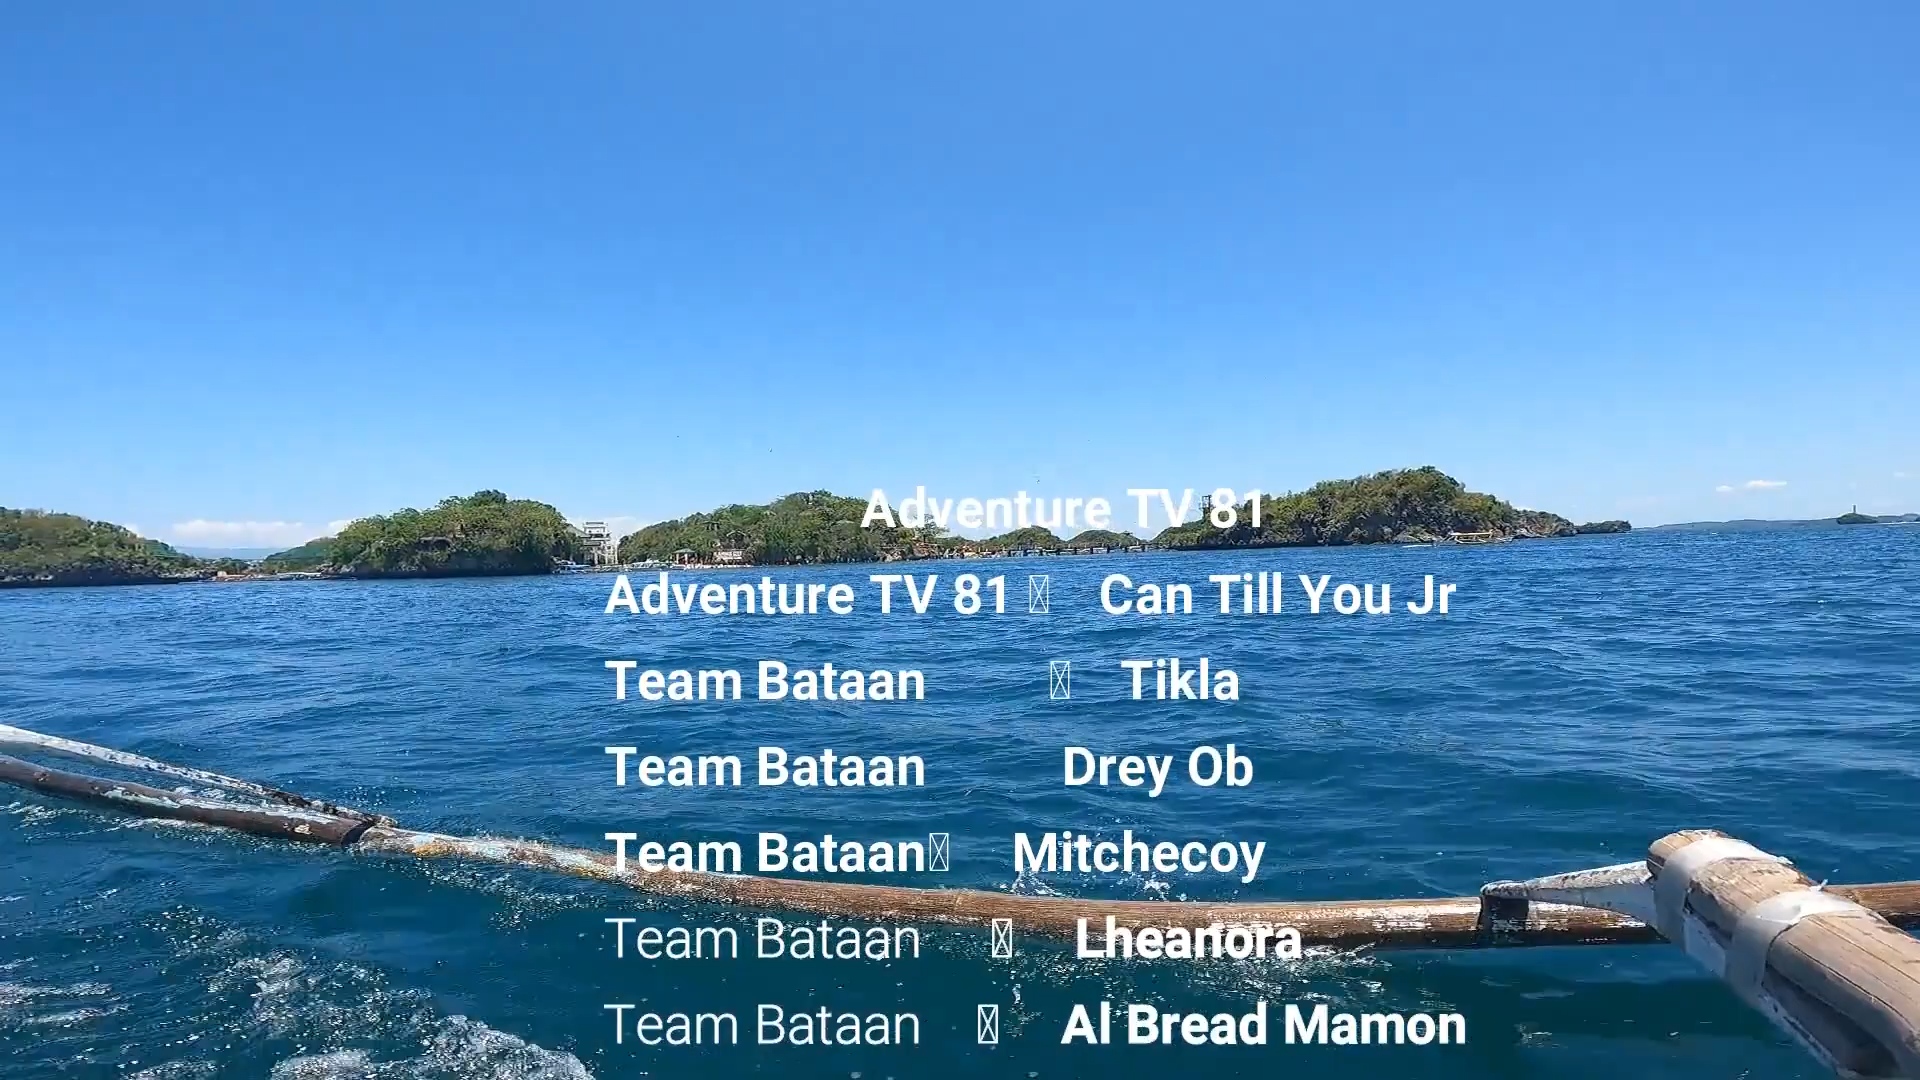 Adventure TV 81
Adventure TV 81 Can Till You Jr
Team Bataan Tikla
Team Bataan Drey Ob
Team Bataan Mitchecoy
Team Bataan Lheanora
Team Bataan Al Bread Mamon